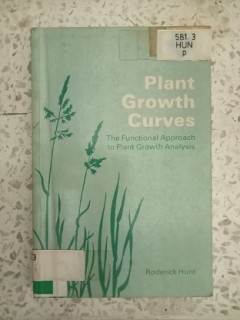 581.3
HUN
P
Plant
Growth
Curves
The Functional Approach
to Plant Growth Analysis
Roderick Hunt